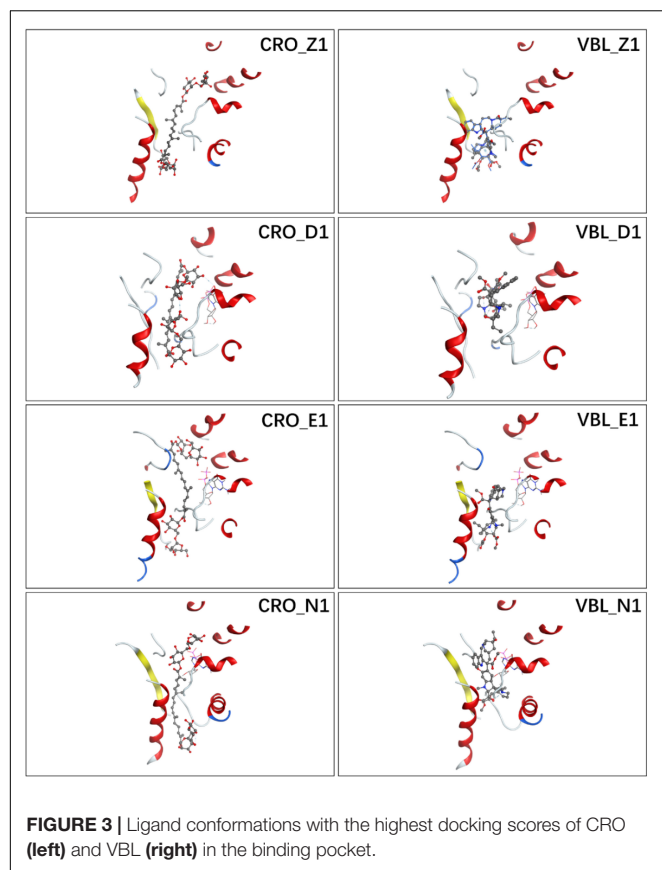 CRO_Z1
VBL_Z1
CRO_D1
VBL_D1
CRO_E1
VBL_E1
CRO_N1
VBL_N1
FIGURE 3 | Ligand conformations with the highest docking scores of CRO
(left) and VBL (right) in the binding pocket.